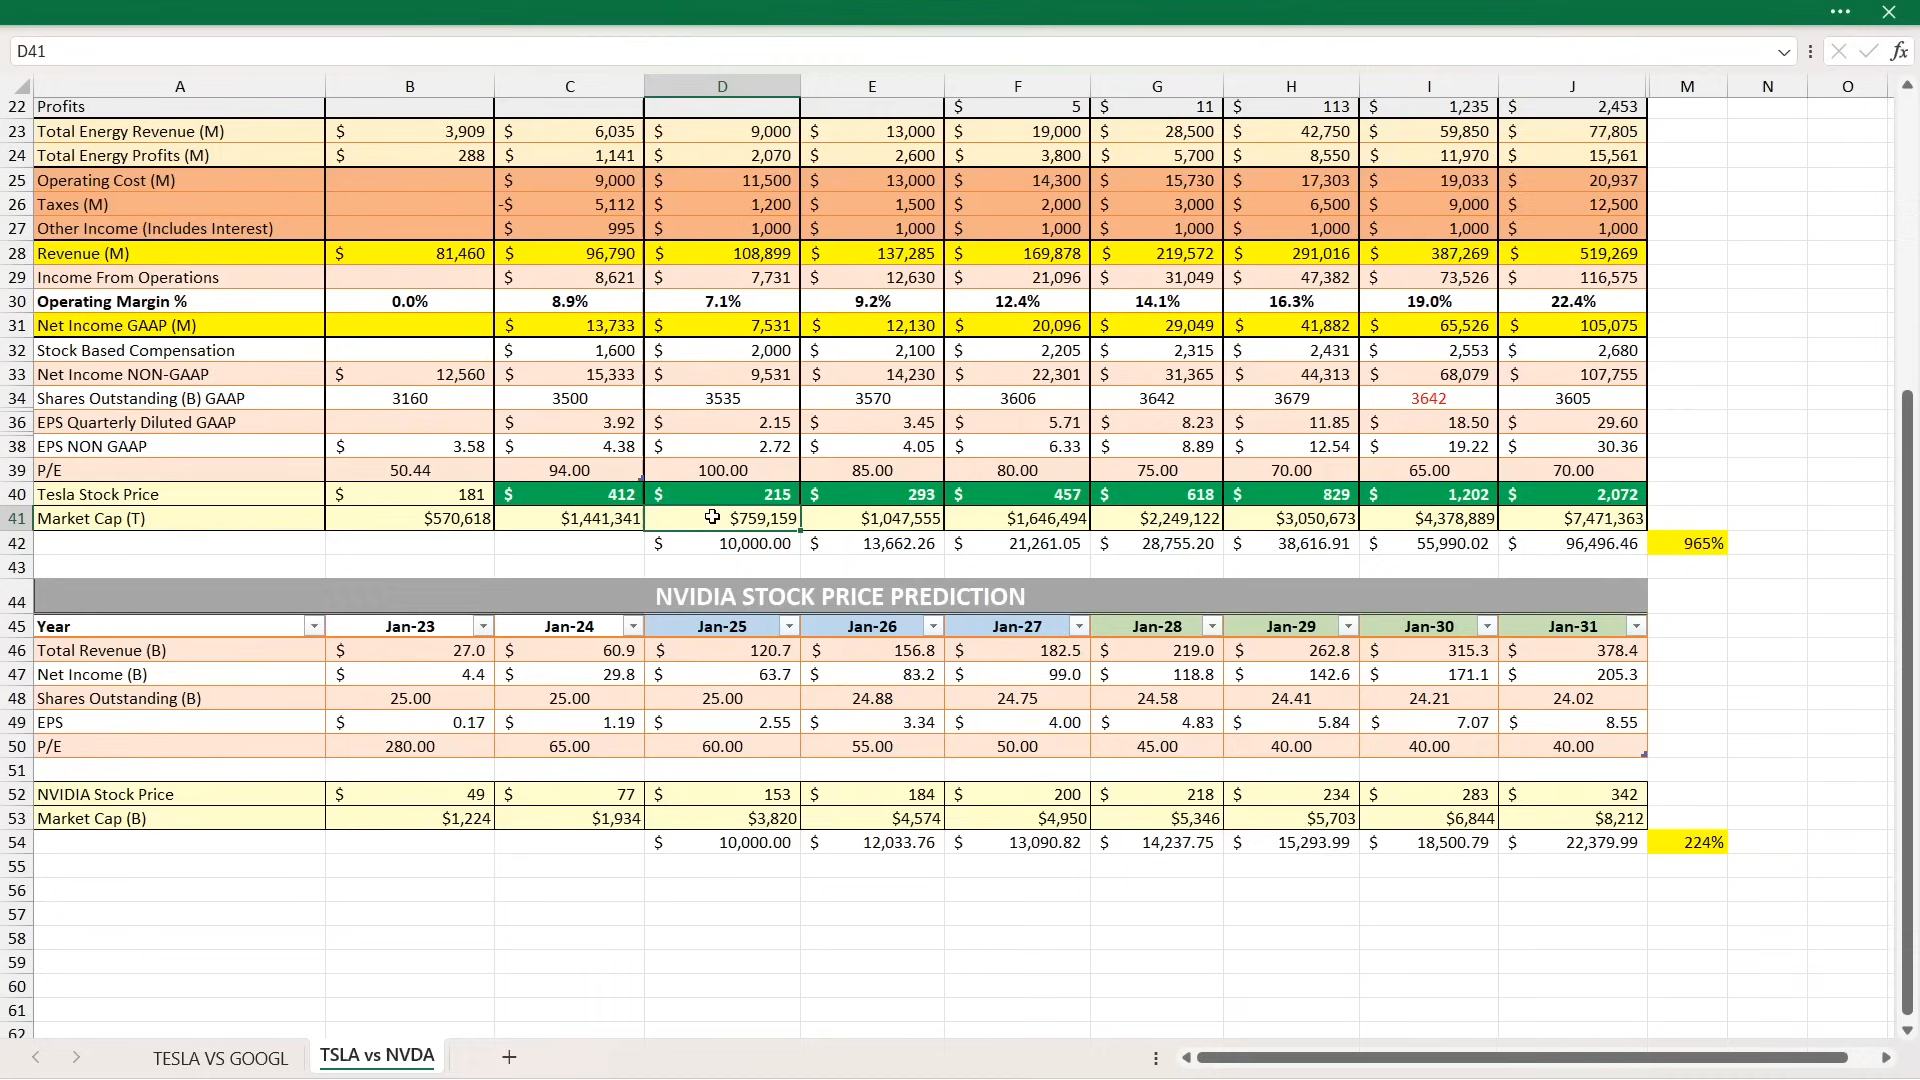 D41
fx
A B C D E F G H I J M N O
22 Profits $ 5 $ 11 $ 113 $ 1,235 $ 2,453
23 Total Energy Revenue (M) $ 3,909 $ 6,035 $ 9,000 $ 13,000 $ 19,000 $ 28,500 $ 42,750 $ 59,850 $ 77,805
24 Total Energy Profits (M) $ 288 $ 1,141 $ 2,070 $ 2,600 $ 3,800 $ 5,700 $ 8,550 $ 11,970 $ 15,561
25 Operating Cost (M) $ 9,000 $ 11,500 $ 13,000 $ 14,300 $ 15,730 $ 17,303 $ 19,033 $ 20,937
26 Taxes (M) -$ 5,112 $ 1,200 $ 1,500 $ 2,000 $ 3,000 $ 6,500 $ 9,000 $ 12,500
27 Other Income (Includes Interest) $ 995 $ 1,000 $ 1,000 $ 1,000 $ 1,000 $ 1,000 $ 1,000 $ 1,000
28 Revenue (M) $ 81,460 $ 96,790 $ 108,899 $ 137,285 $ 169,878 $ 219,572 $ 291,016 $ 387,269 $ 519,269
29 Income From Operations $ 8,621 $ 7,731 $ 12,630 $ 21,096 $ 31,049 $ 47,382 $ 73,526 $ 116,575
30 Operating Margin % 0.0% 8.9% 7.1% 9.2% 12.4% 14.1% 16.3% 19.0% 22.4%
31 Net Income GAAP (M) $ 13,733 $ 7,531 $ 12,130 $ 20,096 $ 29,049 $ 41,882 $ 65,526 $ 105,075
32 Stock Based Compensation $ 1,600 $ 2,000 $ 2,100 $ 2,205 $ 2,315 $ 2,431 $ 2,553 $ 2,680
33 Net Income NON-GAAP $ 12,560 $ 15,333 $ 9,531 $ 14,230 $ 22,301 $ 31,365 $ 44,313 $ 68,079 $ 107,755
34 Shares Outstanding (B) GAAP 3160 3500 3535 3570 3606 3642 3679 3642 3605
36 EPS Quarterly Diluted GAAP $ 3.92 $ 2.15 $ 3.45 $ 5.71 $ 8.23 $ 11.85 $ 18.50 $ 29.60
38 EPS NON GAAP $ 3.58 $ 4.38 $ 2.72 $ 4.05 $ 6.33 $ 8.89 $ 12.54 $ 19.22 $ 30.36
39 P/E 50.44 94.00 100.00 85.00 80.00 75.00 70.00 65.00 70.00
40 Tesla Stock Price $ 181 $ 412 $ 215 $ 293 $ 457 $ 618 $ 829 $ 1,202 $ 2,072
41 Market Cap (T) $570,618 $1,441,341 $759,159 $1,047,555 $1,646,494 $2,249,122 $3,050,673 $4,378,889 $7,471,363
42 $ 10,000.00 $ 13,662.26 $ 21,261.05 $ 28,755.20 $ 38,616.91 $ 55,990.02 $ 96,496.46 965%
43
44 NVIDIA STOCK PRICE PREDICTION
45 Year Jan-23 Jan-24 Jan-25 Jan-26 Jan-27 Jan-28 Jan-29 Jan-30 Jan-31
46 Total Revenue (B) $ 27.0 $ 60.9 $ 120.7 $ 156.8 $ 182.5 $ 219.0 $ 262.8 $ 315.3 $ 378.4
47 Net Income (B) $ 4.4 $ 29.8 $ 63.7 $ 83.2 $ 99.0 $ 118.8 $ 142.6 $ 171.1 $ 205.3
48 Shares Outstanding (B) 25.00 25.00 25.00 24.88 24.75 24.58 24.41 24.21 24.02
49 EPS $ 0.17 $ 1.19 $ 2.55 $ 3.34 $ 4.00 $ 4.83 $ 5.84 $ 7.07 $ 8.55
50 P/E 280.00 65.00 60.00 55.00 50.00 45.00 40.00 40.00 40.00
51
52 NVIDIA Stock Price $ 49 $ 77 $ 153 $ 184 $ 200 $ 218 $ 234 $ 283 $ 342
53 Market Cap (B) $1,224 $1,934 $3,820 $4,574 $4,950 $5,346 $5,703 $6,844 $8,212
54 $ 10,000.00 $ 12,033.76 $ 13,090.82 $ 14,237.75 $ 15,293.99 $ 18,500.79 $ 22,379.99 224%
55
56
57
58
59
60
61
62
TESLA VS GOOGL TSLA vs NVDA